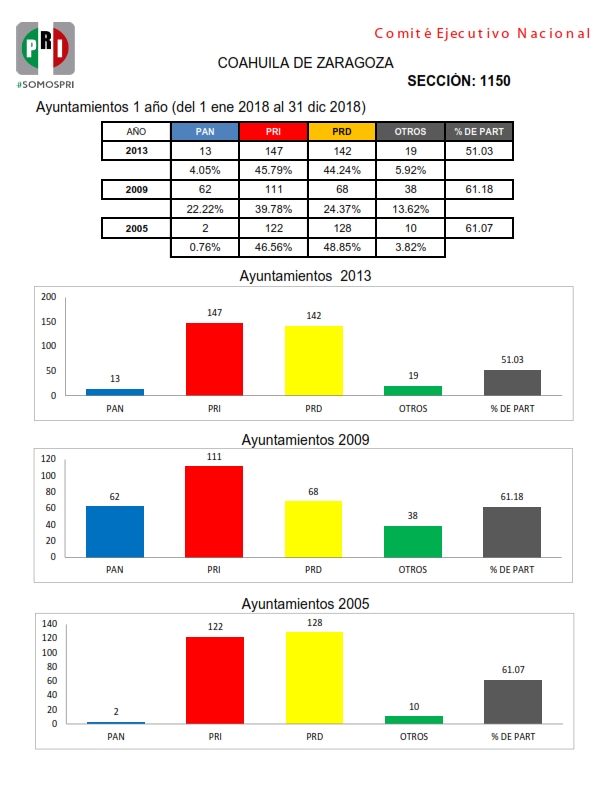 Comité Ejecutivo Nacional
PRI
#SOMOSPRI
COAHUILA DE ZARAGOZA
SECCIÓN: 1150
Ayuntamientos 1 año (del 1 ene 2018 al 31 dic 2018)
AÑO PAN PRI PRD OTROS % DE PART
2013 13 147 142 19 51.03
4.05% 45.79% 44.24% 5.92%
2009 62 111 68 38 61.18
22.22% 39.78% 24.37% 13.62%
2005 2 122 128 10 61.07
0.76% 46.56% 48.85% 3.82%
Ayuntamientos 2013
200
150
100
50
0
13 147 142 19 51.03
PAN PRI PRD OTROS % DE PART
Ayuntamientos 2009
120
100
80
60
40
20
0
62 111 68 38 61.18
PAN PRI PRD OTROS % DE PART
Ayuntamientos 2005
140
120
100
80
60
40
20
0
2 122 128 10 61.07
PAN PRI PRD OTROS % DE PART